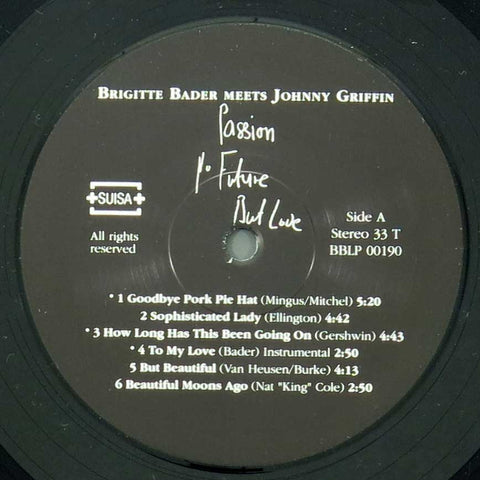 BRIGITTE BADER MEETS JOHNNY GRIFFIN
Passion
No Future
But Love
+SUISA+
All rights
reserved
Side A
Stereo 33 T
BBLP 00190
* 1 Goodbye Pork Pie Hat (Mingus/Mitchel) 5:20
2 Sophisticated Lady (Ellington) 4:42
* 3 How Long Has This Been Going On (Gershwin) 4:43
* 4 To My Love (Bader) Instrumental 2:50
5 But Beautiful (Van Heusen/Burke) 4:13
6 Beautiful Moons Ago (Nat "King" Cole) 2:50